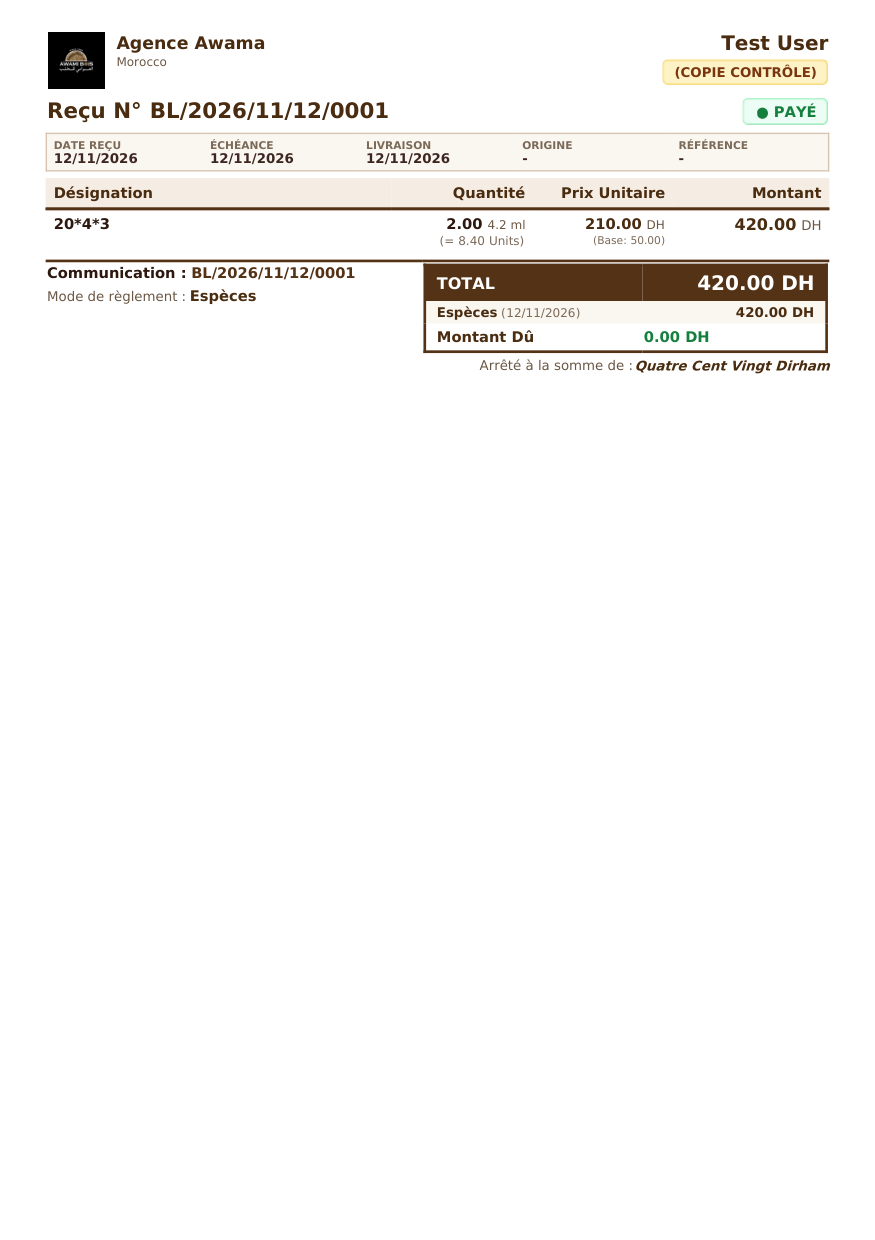 AWAMI BOIS
Agence Awama
Morocco
Test User
(COPIE CONTRÔLE)
Reçu N° BL/2026/11/12/0001
● PAYÉ
DATE REÇU ÉCHÉANCE LIVRAISON ORIGINE RÉFÉRENCE
12/11/2026 12/11/2026 12/11/2026 - -
Désignation Quantité Prix Unitaire Montant
20*4*3 2.00 4.2 ml 210.00 DH 420.00 DH
(= 8.40 Units) (Base: 50.00)
Communication : BL/2026/11/12/0001
Mode de règlement : Espèces
TOTAL 420.00 DH
Espèces (12/11/2026) 420.00 DH
Montant Dû 0.00 DH
Arrêté à la somme de : Quatre Cent Vingt Dirham